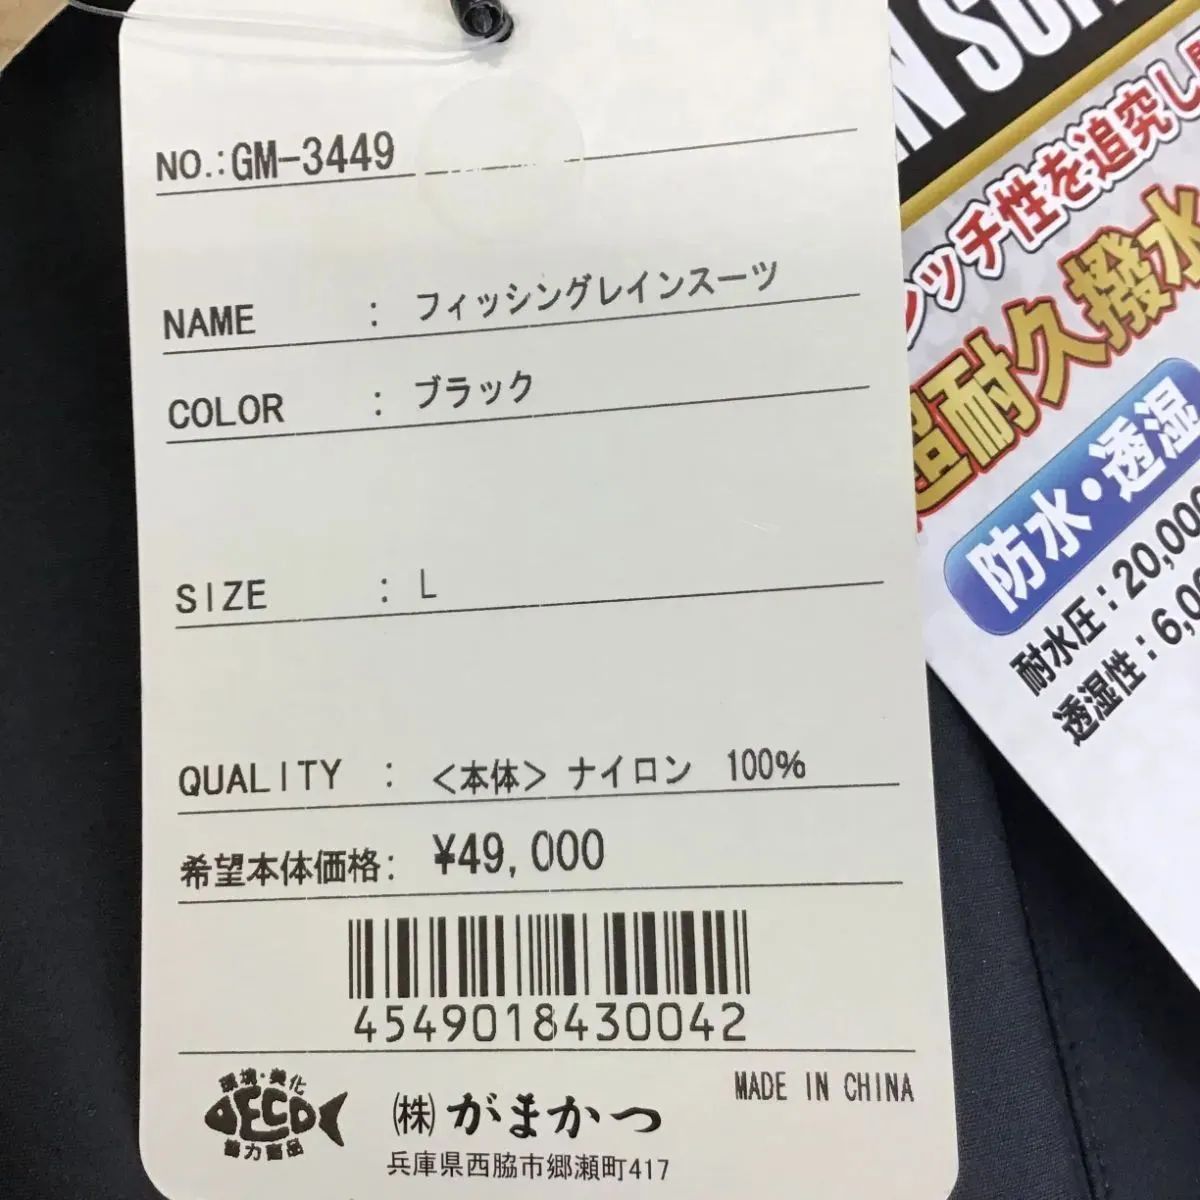 NO.:GM-3449
NAME : フィッシングレインスーツ
COLOR : ブラック
SIZE : L
QUALITY : <本体> ナイロン 100%
希望本体価格: ¥49,000
4549018430042
MADE IN CHINA
環境・美化
DECO
協力商品
(株) がまかつ
兵庫県西脇市郷瀬町417
ッチ性を追究し
超耐久撥水
防水・透湿
耐水圧:20,000
透湿性:6,0